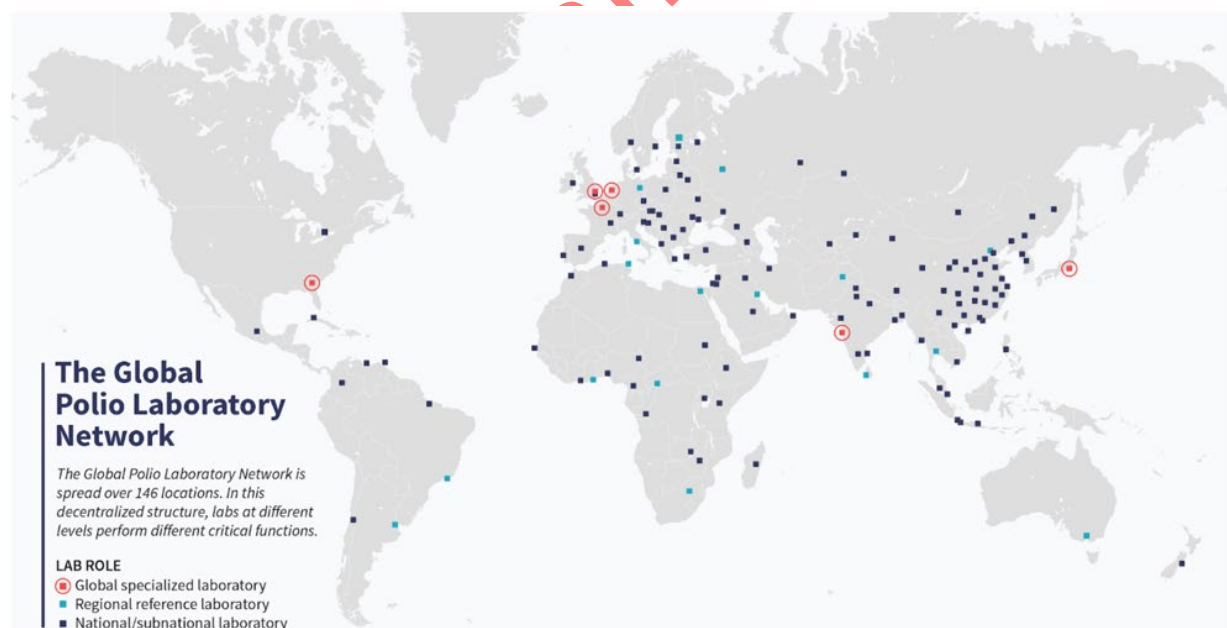 The Global
Polio Laboratory
Network
The Global Polio Laboratory Network is
spread over 146 locations. In this
decentralized structure, labs at different
levels perform different critical functions.
LAB ROLE
Global specialized laboratory
Regional reference laboratory
National/subnational laboratory